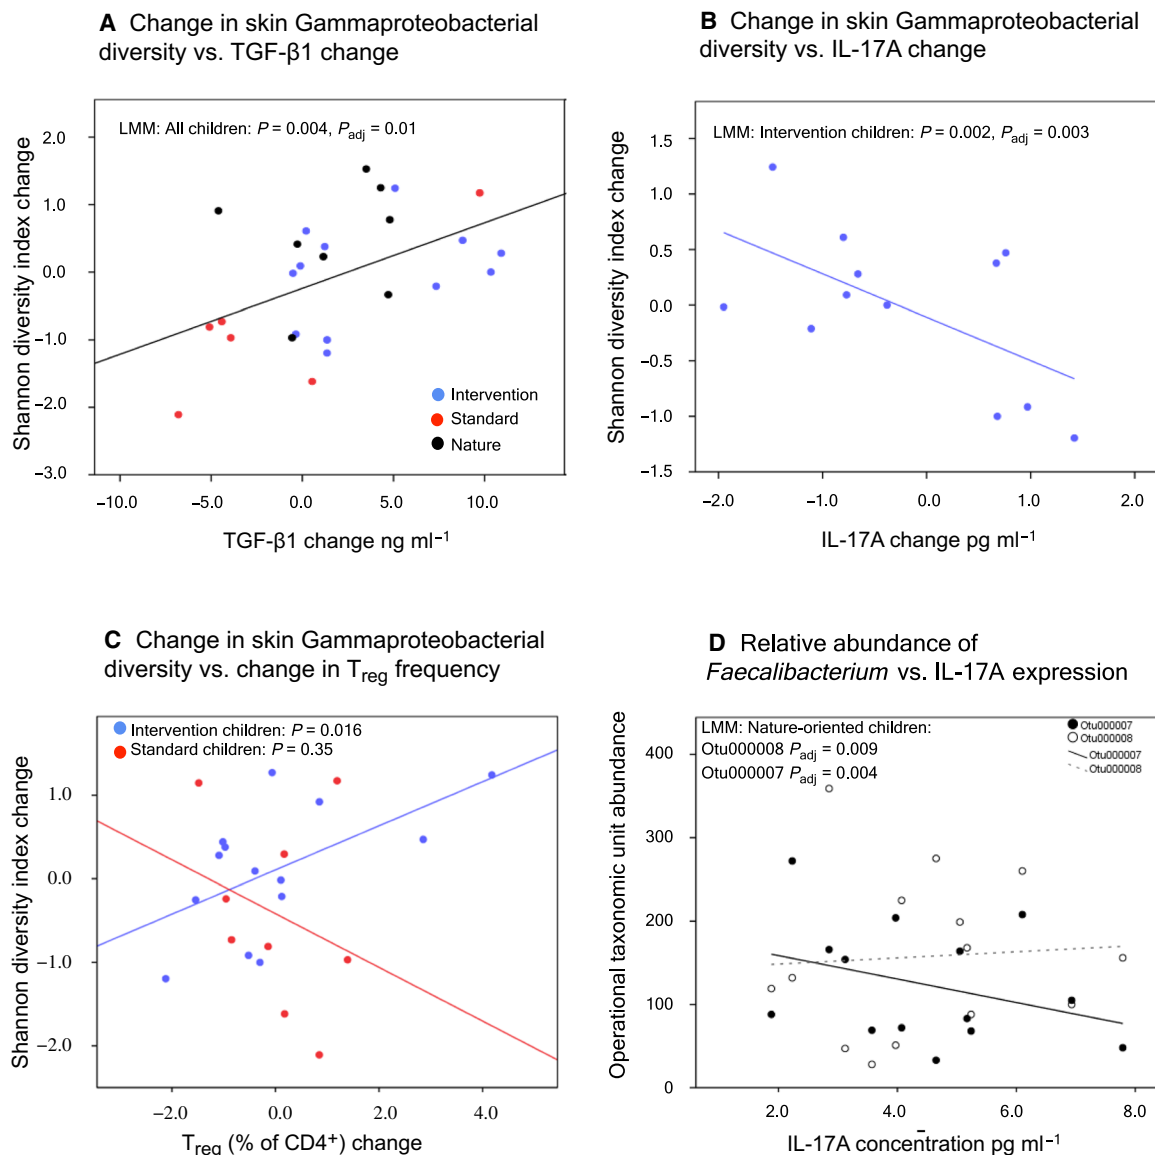 A Change in skin Gammaproteobacterial
diversity vs. TGF-β1 change
LMM: All children: P = 0.004, Padj = 0.01
Shannon diversity index change
2.0
1.0
0.0
−1.0
−2.0
−3.0
Intervention
Standard
Nature
−10.0 −5.0 0.0 5.0 10.0
TGF-β1 change ng ml⁻¹
B Change in skin Gammaproteobacterial
diversity vs. IL-17A change
LMM: Intervention children: P = 0.002, Padj = 0.003
Shannon diversity index change
1.5
1.0
0.5
0.0
−0.5
−1.0
−1.5
−2.0 −1.0 0.0 1.0 2.0
IL-17A change pg ml⁻¹
C Change in skin Gammaproteobacterial
diversity vs. change in Treg frequency
Intervention children: P = 0.016
Standard children: P = 0.35
Shannon diversity index change
1.0
0.0
−1.0
−2.0
−2.0 0.0 2.0 4.0
Treg (% of CD4⁺) change
D Relative abundance of
Faecalibacterium vs. IL-17A expression
LMM: Nature-oriented children:
Otu000008 Padj = 0.009
Otu000007 Padj = 0.004
Otu000007
Otu000008
Otu000007
Otu000008
Operational taxonomic unit abundance
400
300
200
100
0
2.0 4.0 6.0 8.0
IL-17A concentration pg ml⁻¹